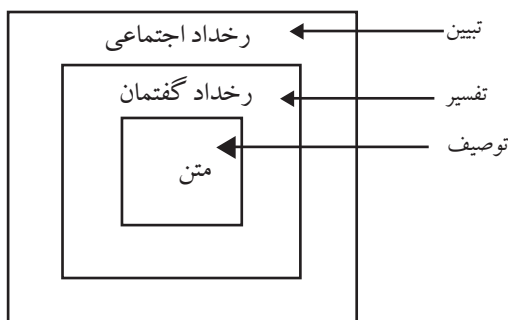 تبیین
رخداد اجتماعی
تفسیر
رخداد گفتمان
توصیف
متن